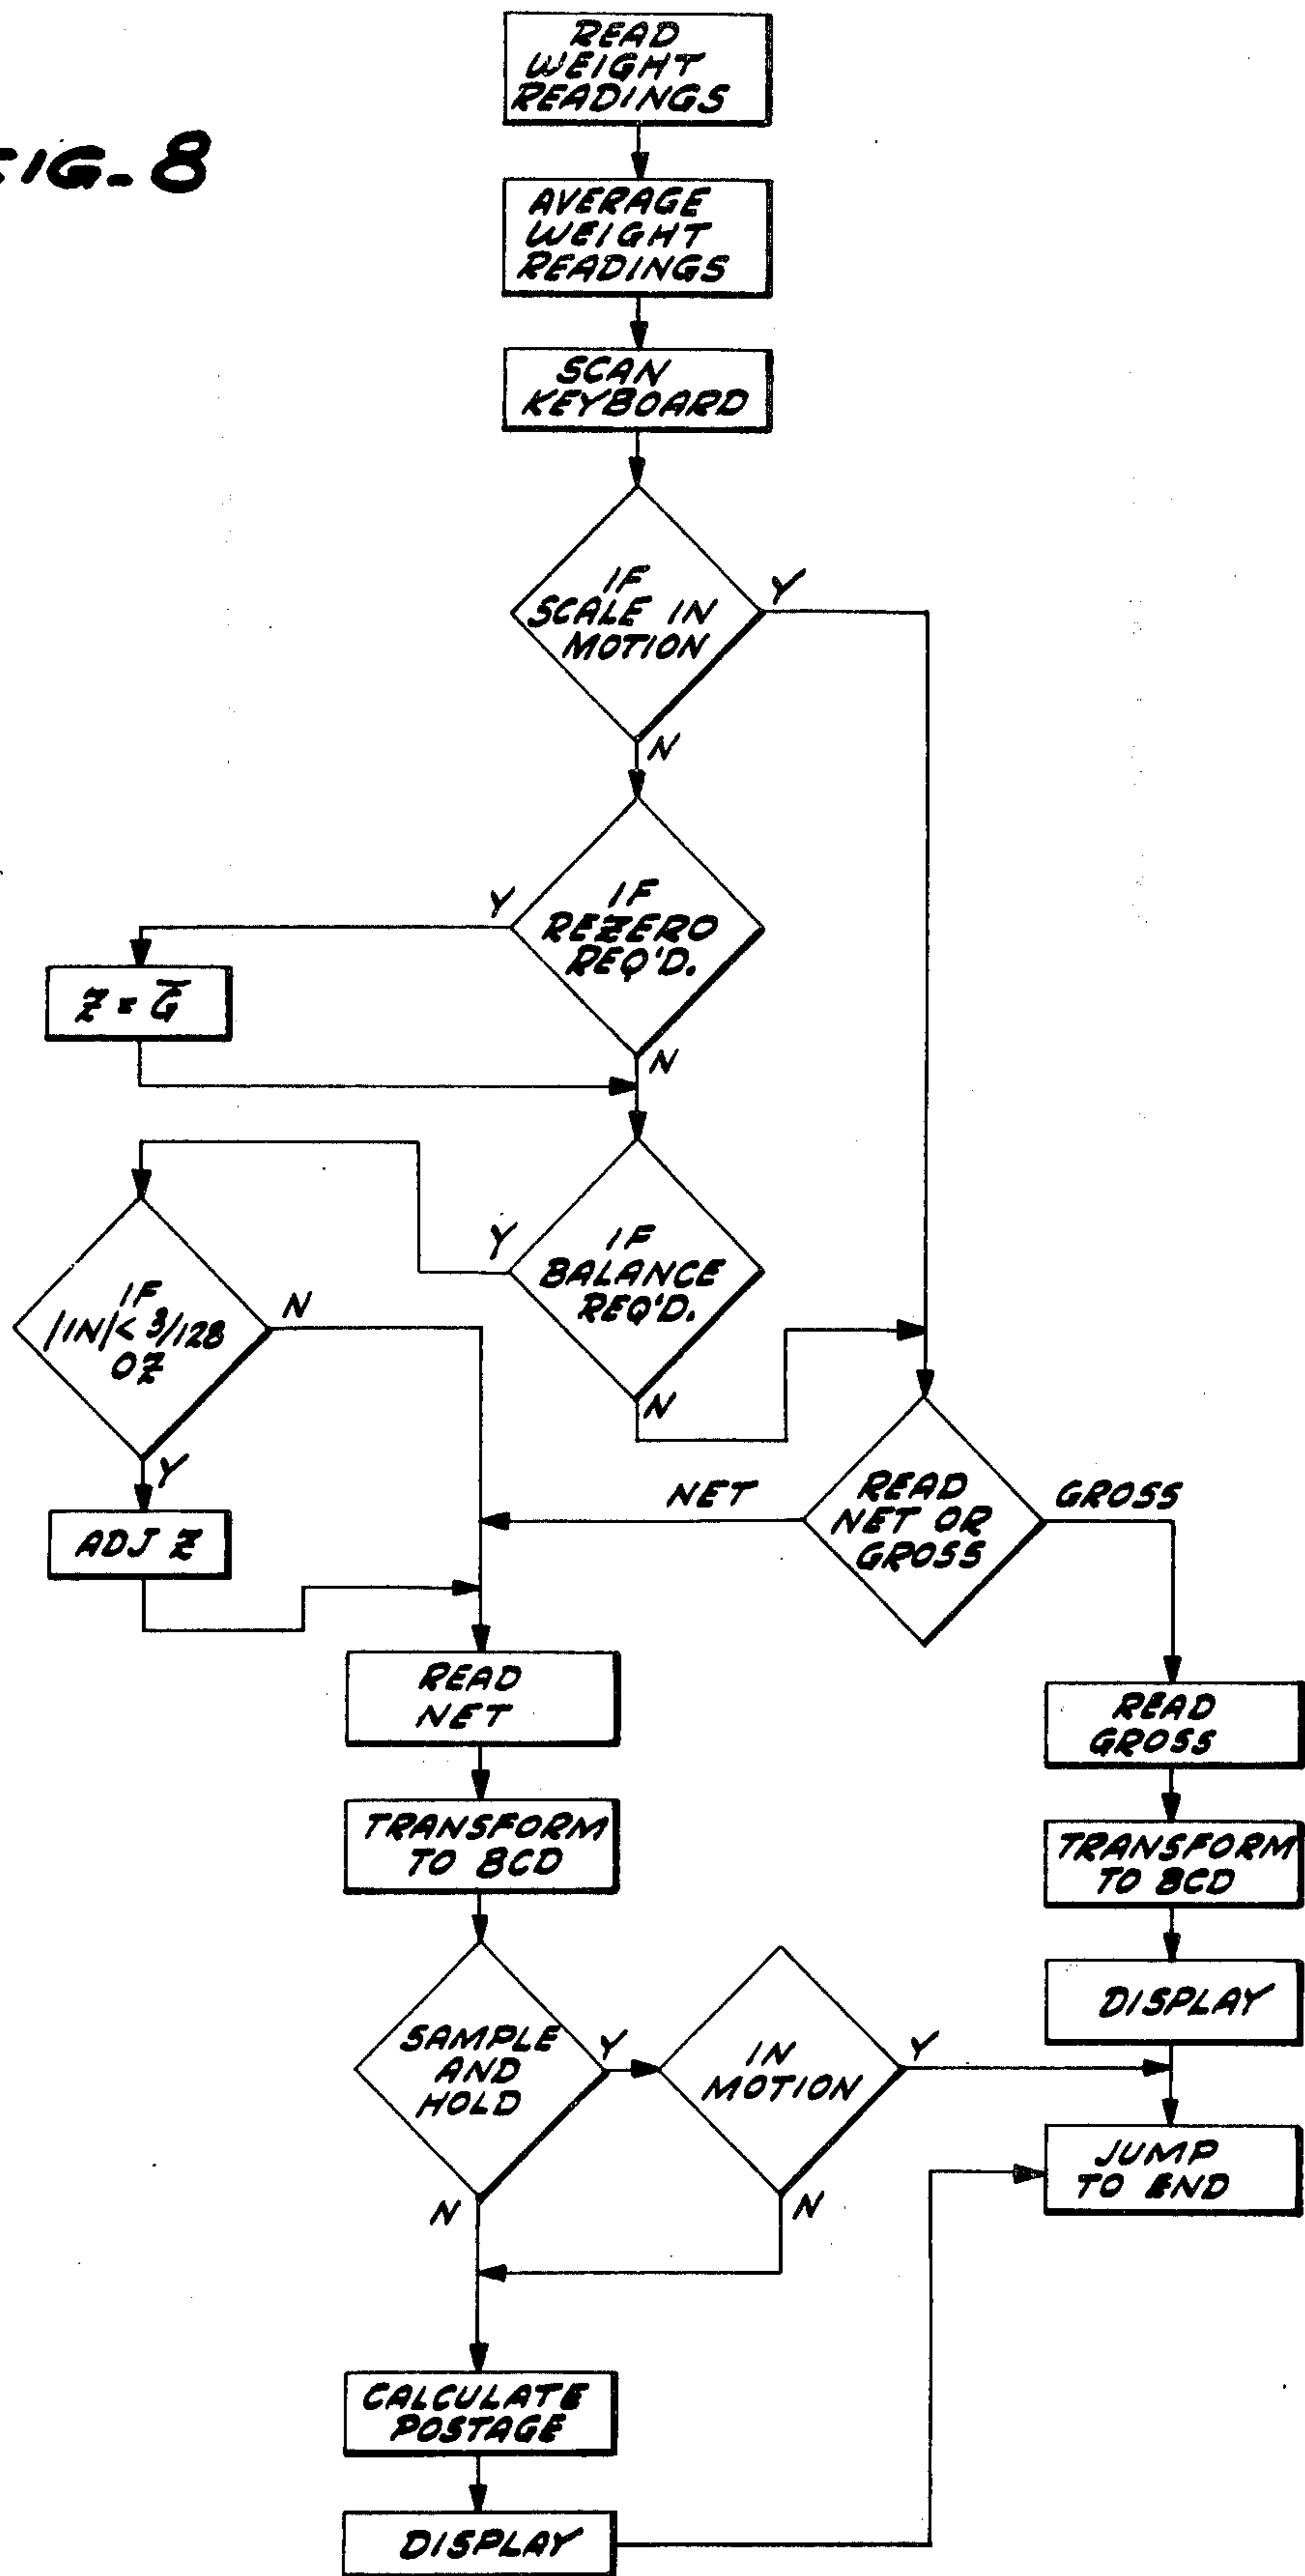 FIG-8
READ
WEIGHT
READINGS
AVERAGE
WEIGHT
READINGS
SCAN
KEYBOARD
IF
SCALE IN
MOTION
Y
N
IF
REZERO
REQ'D.
Y
N
Z = G̅
IF
BALANCE
REQ'D.
Y
N
IF
|IN|< 3/128
OZ
N
Y
ADJ Z
READ
NET OR
GROSS
NET
GROSS
READ
NET
READ
GROSS
TRANSFORM
TO BCD
TRANSFORM
TO BCD
DISPLAY
SAMPLE
AND
HOLD
Y
N
IN
MOTION
Y
N
JUMP
TO END
CALCULATE
POSTAGE
DISPLAY